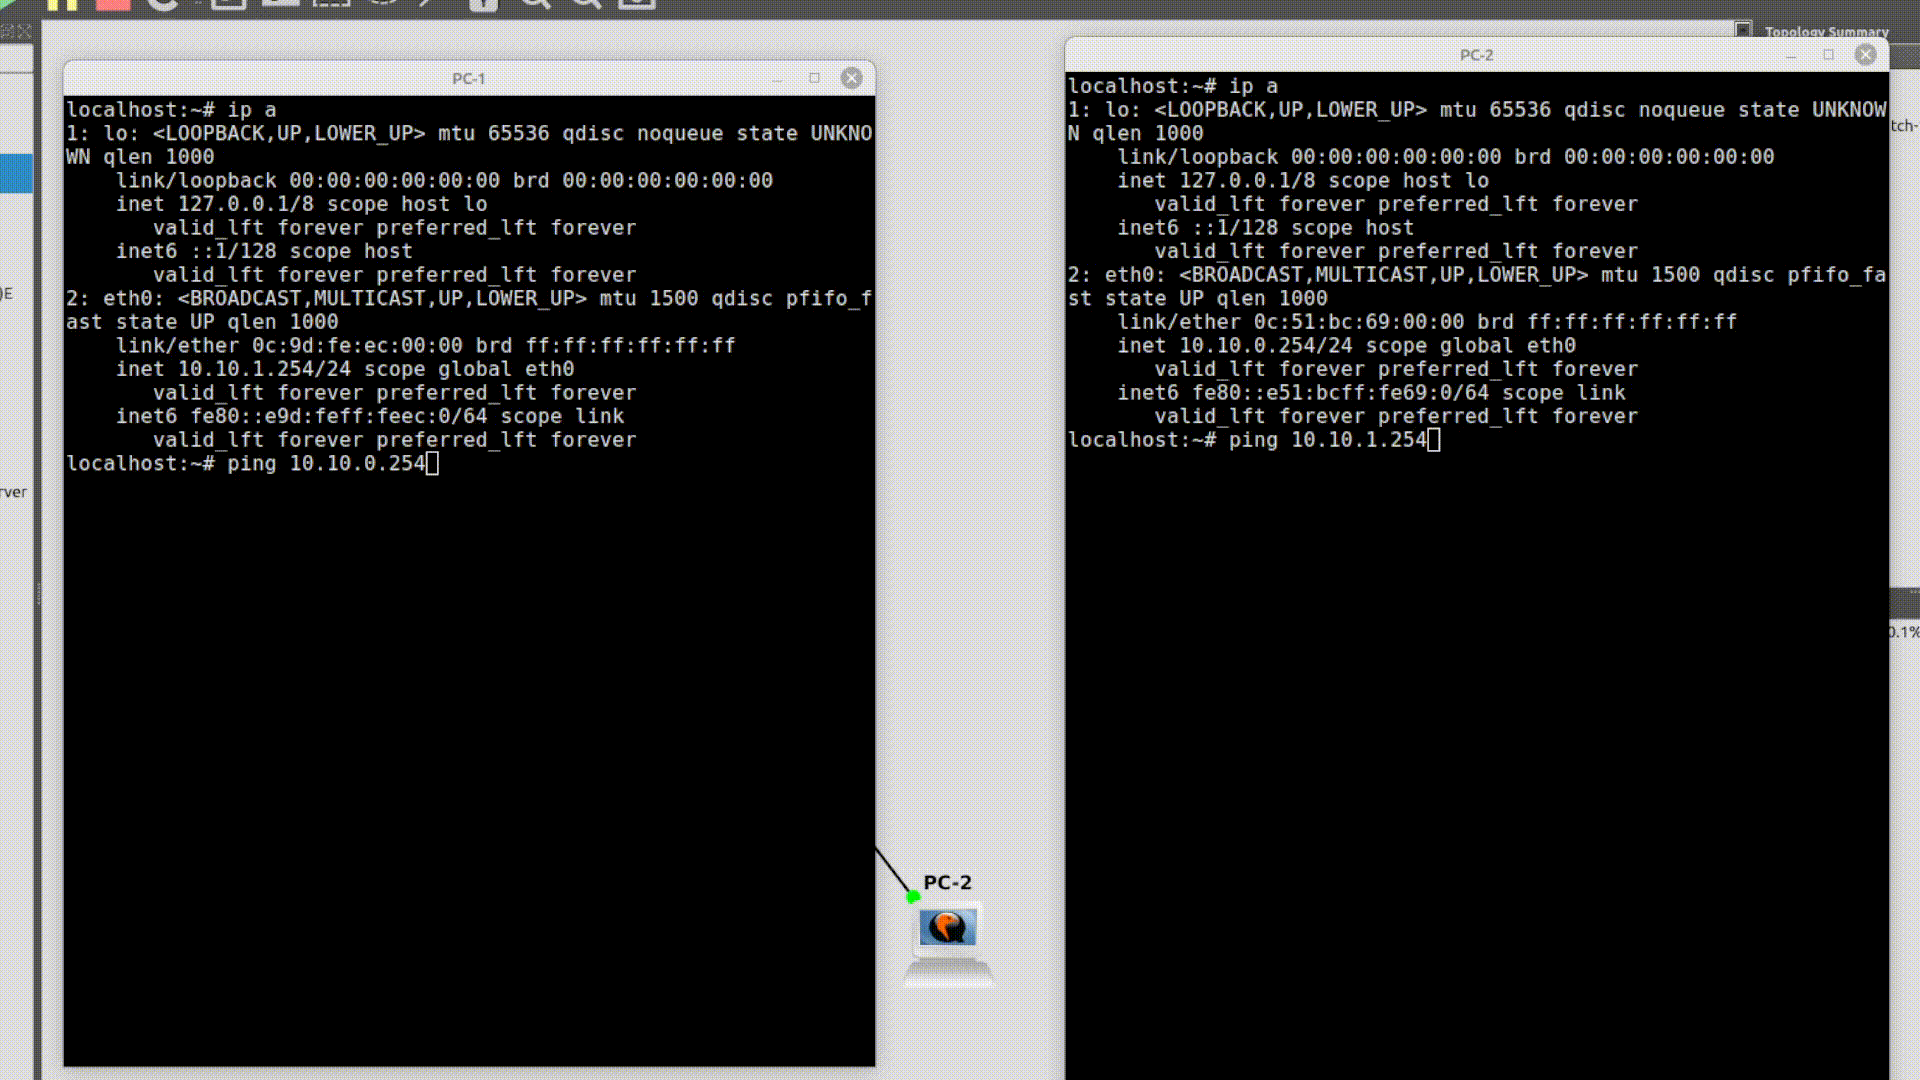 Topology Summary
PC-1
localhost:~# ip a
1: lo: <LOOPBACK,UP,LOWER_UP> mtu 65536 qdisc noqueue state UNKNO
WN qlen 1000
    link/loopback 00:00:00:00:00:00 brd 00:00:00:00:00:00
    inet 127.0.0.1/8 scope host lo
       valid_lft forever preferred_lft forever
    inet6 ::1/128 scope host
       valid_lft forever preferred_lft forever
2: eth0: <BROADCAST,MULTICAST,UP,LOWER_UP> mtu 1500 qdisc pfifo_f
ast state UP qlen 1000
    link/ether 0c:9d:fe:ec:00:00 brd ff:ff:ff:ff:ff:ff
    inet 10.10.1.254/24 scope global eth0
       valid_lft forever preferred_lft forever
    inet6 fe80::e9d:feff:feec:0/64 scope link
       valid_lft forever preferred_lft forever
localhost:~# ping 10.10.0.254
PC-2
localhost:~# ip a
1: lo: <LOOPBACK,UP,LOWER_UP> mtu 65536 qdisc noqueue state UNKNOW
N qlen 1000
    link/loopback 00:00:00:00:00:00 brd 00:00:00:00:00:00
    inet 127.0.0.1/8 scope host lo
       valid_lft forever preferred_lft forever
    inet6 ::1/128 scope host
       valid_lft forever preferred_lft forever
2: eth0: <BROADCAST,MULTICAST,UP,LOWER_UP> mtu 1500 qdisc pfifo_fa
st state UP qlen 1000
    link/ether 0c:51:bc:69:00:00 brd ff:ff:ff:ff:ff:ff
    inet 10.10.0.254/24 scope global eth0
       valid_lft forever preferred_lft forever
    inet6 fe80::e51:bcff:fe69:0/64 scope link
       valid_lft forever preferred_lft forever
localhost:~# ping 10.10.1.254
PC-2
tch-
0.1%
)E
rver